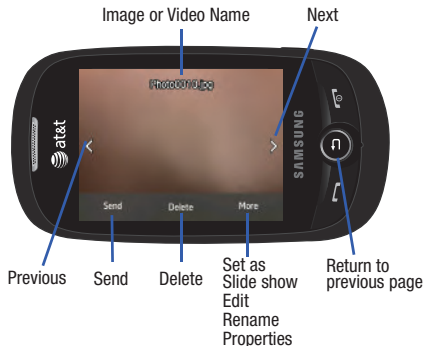 Image or Video Name
Next
Photo0010.jpg
at&t
SAMSUNG
Send
Delete
More
Previous
Send
Delete
Set as
Slide show
Edit
Rename
Properties
Return to
previous page